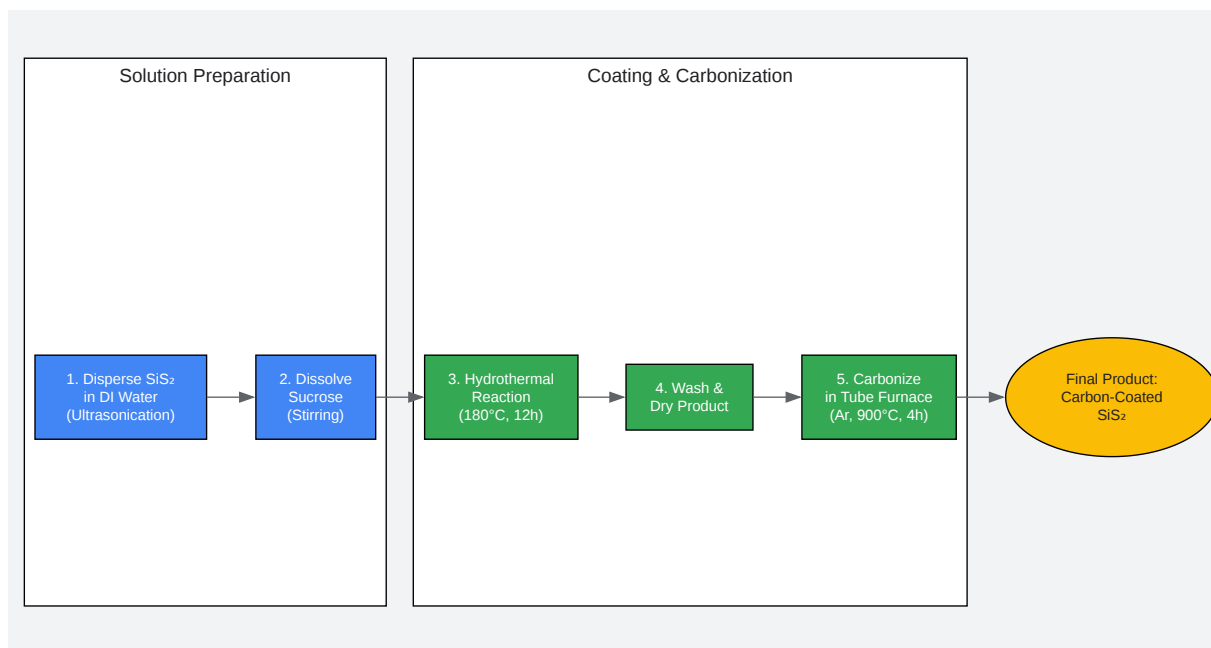 Solution Preparation
Coating & Carbonization
1. Disperse SiS₂
in DI Water
(Ultrasonication)
2. Dissolve
Sucrose
(Stirring)
3. Hydrothermal
Reaction
(180°C, 12h)
4. Wash &
Dry Product
5. Carbonize
in Tube Furnace
(Ar, 900°C, 4h)
Final Product:
Carbon-Coated
SiS₂